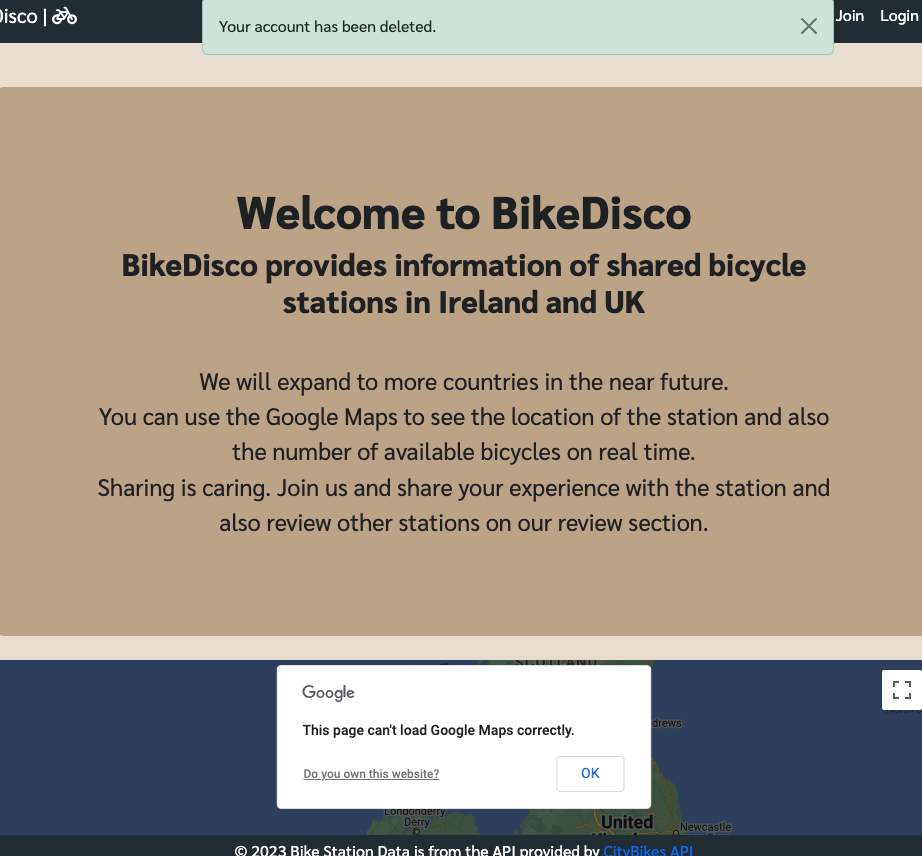 Disco |
Your account has been deleted.
Join Login
Welcome to BikeDisco
BikeDisco provides information of shared bicycle
stations in Ireland and UK
We will expand to more countries in the near future.
You can use the Google Maps to see the location of the station and also
the number of available bicycles on real time.
Sharing is caring. Join us and share your experience with the station and
also review other stations on our review section.
SCOTLAND
Google
This page can't load Google Maps correctly.
drews
Do you own this website?
OK
Londonderry
Derry
United
Newcastle
© 2023 Bike Station Data is from the API provided by CityBikes API